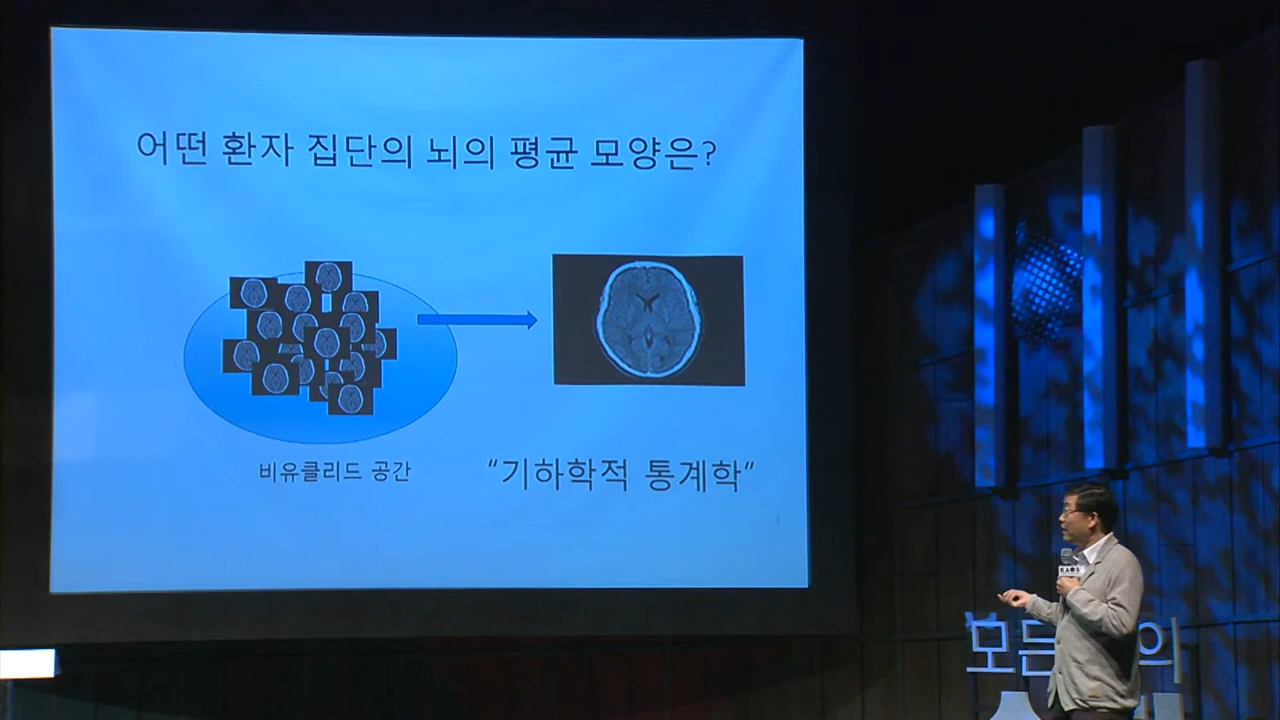 어떤 환자 집단의 뇌의 평균 모양은?
비유클리드 공간
“기하학적 통계학”
KAOS